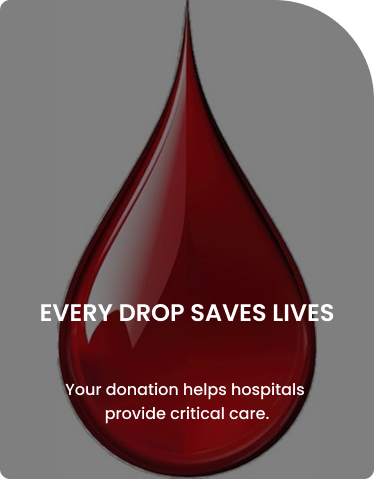 EVERY DROP SAVES LIVES
Your donation helps hospitals
provide critical care.